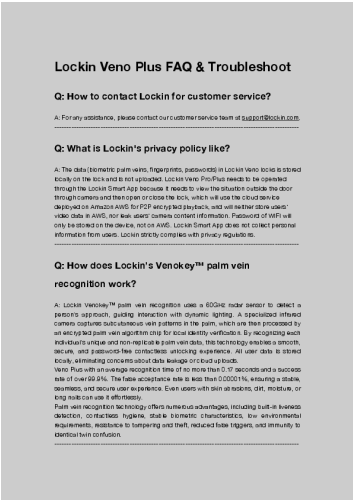 Lockin Veno Plus FAQ & Troubleshoot
Q: How to contact Lockin for customer service?
A: For any assistance, please contact our customer service team at support@lockin.com.
Q: What is Lockin's privacy policy like?
A: The data (biometric palm veins, fingerprints, passwords) in Lockin Veno locks is stored
locally on the lock and is not uploaded. Lockin Veno Pro/Plus needs to be operated
through the Lockin Smart App because it needs to view the situation outside the door
through camera and then open or close the lock, which will use the cloud service
deployed on Amazon AWS for P2P encrypted playback, and will neither store users'
video data in AWS, nor leak users' camera content information. Password of WiFi will
only be stored on the device, not on AWS. Lockin Smart App does not collect personal
information from users. Lockin strictly complies with privacy regulations.
Q: How does Lockin's Venokey™ palm vein
recognition work?
A: Lockin Venokey™ palm vein recognition uses a 60GHz radar sensor to detect a
person's approach, guiding interaction with dynamic lighting. A specialized infrared
camera captures subcutaneous vein patterns in the palm, which are then processed by
an encrypted palm vein algorithm chip for local identity verification. By recognizing each
individual's unique and non-replicable palm vein data, this technology enables a smooth,
secure, and password-free contactless unlocking experience. All user data is stored
locally, eliminating concerns about data leakage or cloud uploads.
Veno Plus with an average recognition time of no more than 0.17 seconds and a success
rate of over 99.9%. The false acceptance rate is less than 0.00001%, ensuring a stable,
seamless, and secure user experience. Even users with skin abrasions, dirt, moisture, or
long nails can use it effortlessly.
Palm vein recognition technology offers numerous advantages, including built-in liveness
detection, contactless hygiene, stable biometric characteristics, low environmental
requirements, resistance to tampering and theft, reduced false triggers, and immunity to
identical twin confusion.